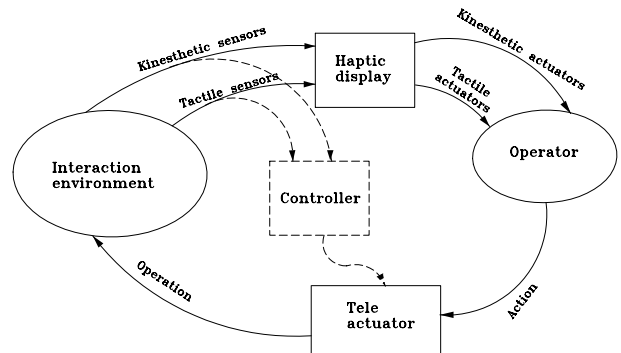 Kinesthetic sensors
Kinesthetic actuators
Haptic
display
Tactile sensors
Tactile
actuators
Interaction
environment
Operator
Controller
Operation
Action
Tele
actuator